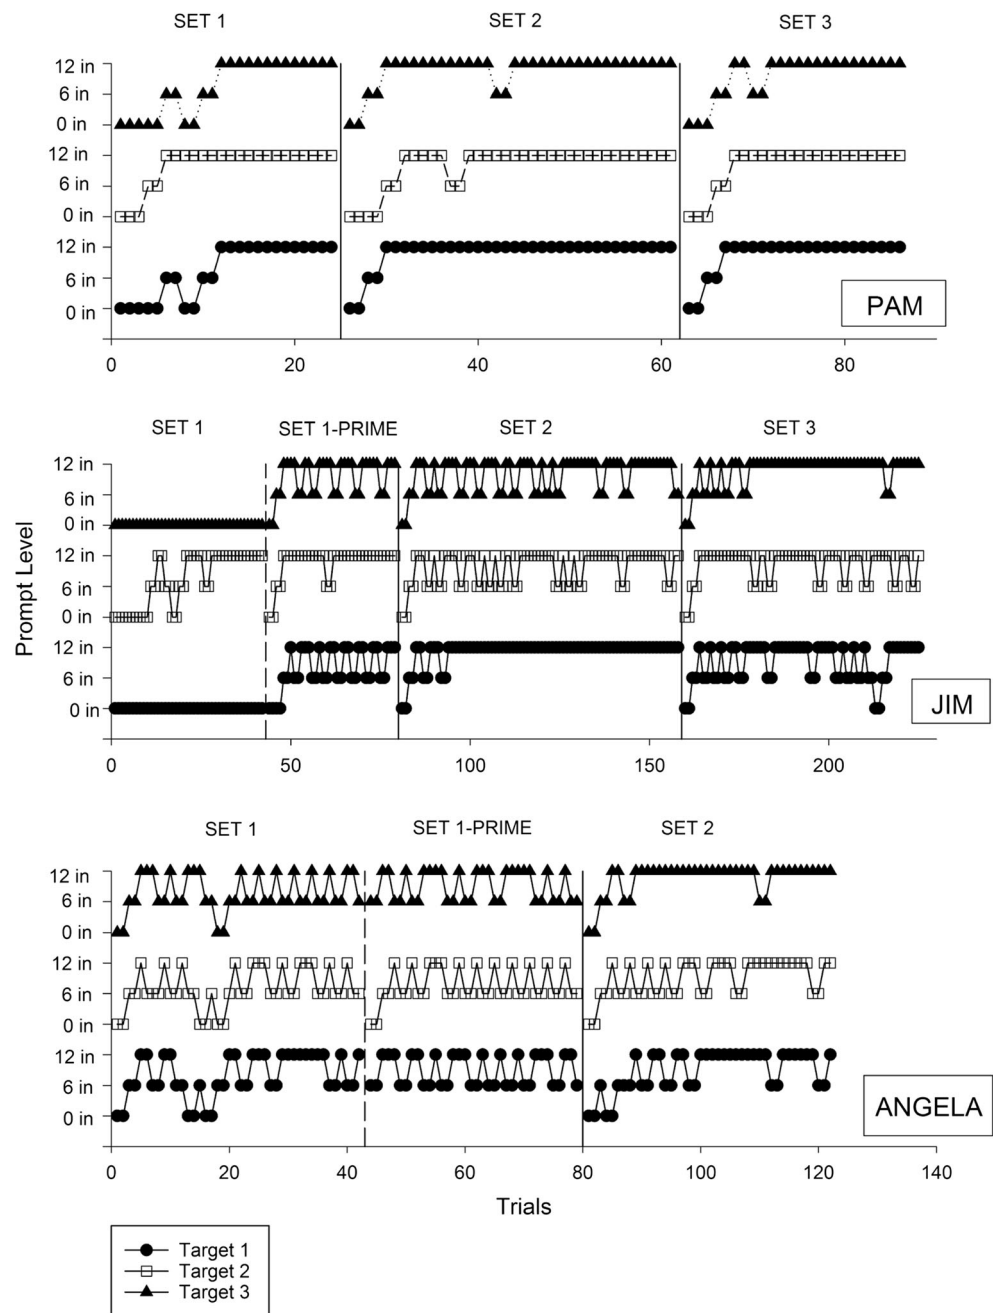 SET 1 SET 2 SET 3
12 in
6 in
0 in
12 in
6 in
0 in
12 in
6 in
0 in
PAM
0 20 40 60 80
SET 1 SET 1-PRIME SET 2 SET 3
12 in
6 in
0 in
12 in
6 in
0 in
12 in
6 in
0 in
JIM
0 50 100 150 200
Prompt Level
SET 1 SET 1-PRIME SET 2
12 in
6 in
0 in
12 in
6 in
0 in
12 in
6 in
0 in
ANGELA
0 20 40 60 80 100 120 140
Trials
Target 1
Target 2
Target 3